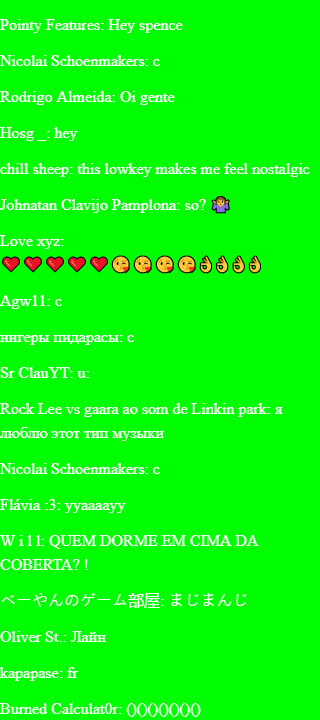 Pointy Features: Hey spence
Nicolai Schoenmakers: c
Rodrigo Almeida: Oi gente
Hosg _: hey
chill sheep: this lowkey makes me feel nostalgic
Johnatan Clavijo Pamplona: so? 🤷‍♀️
Love xyz:
❤️❤️❤️❤️❤️😘😘😘😘👌👌👌👌
Agw11: c
нигеры пидарасы: c
Sr ClauYT: u:
Rock Lee vs gaara ao som de Linkin park: я
люблю этот тип музыки
Nicolai Schoenmakers: c
Flávia :3: yyaaaayy
W i l l: QUEM DORME EM CIMA DA
COBERTA? !
べーやんのゲーム部屋: まじまんじ
Oliver St.: Лайн
kapapase: fr
Burned Calculat0r: ()()()()()()()